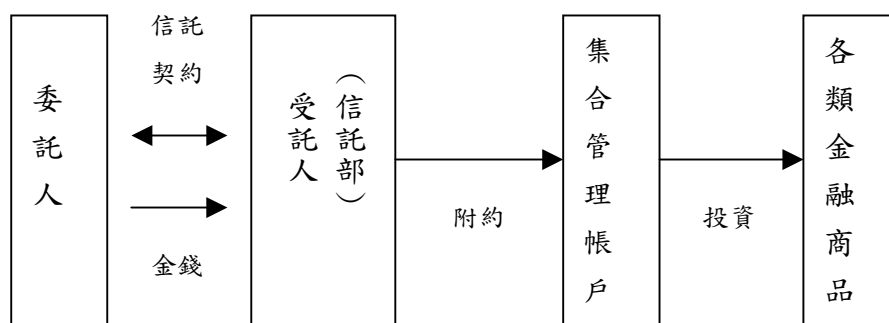 委託人
信託
契約
金錢
受託人
（信託部）
附約
集合管理帳戶
投資
各類金融商品